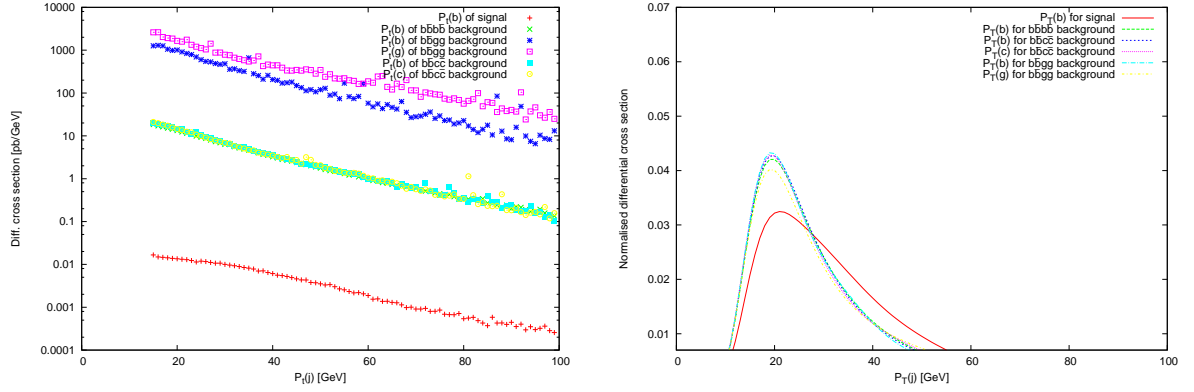 Diff. cross section [pb/GeV]
10000
1000
100
10
1
0.1
0.01
0.001
0.0001
0
20
40
60
80
100
P_t(j) [GeV]
P_t(b) of signal
P_t(b) of bb̄bb̄ background
P_t(b) of bb̄gg background
P_t(g) of bb̄gg background
P_t(b) of bb̄cc̄ background
P_t(c) of bb̄cc̄ background
Normalised differential cross section
0.07
0.06
0.05
0.04
0.03
0.02
0.01
0
20
40
60
80
100
P_T(j) [GeV]
P_T(b) for signal
P_T(b) for bb̄bb̄ background
P_T(b) for bb̄cc̄ background
P_T(c) for bb̄cc̄ background
P_T(b) for bb̄gg background
P_T(g) for bb̄gg background